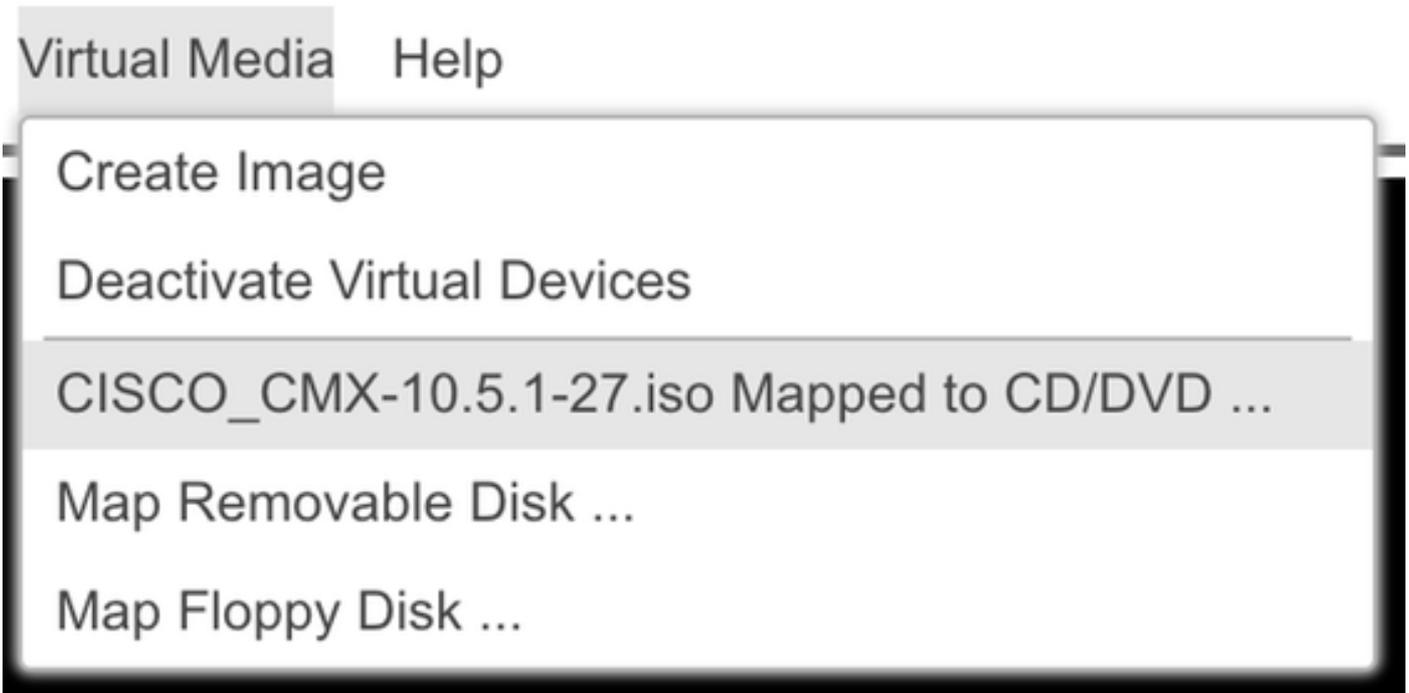 Virtual Media Help
Create Image
Deactivate Virtual Devices
CISCO_CMX-10.5.1-27.iso Mapped to CD/DVD ...
Map Removable Disk ...
Map Floppy Disk ...